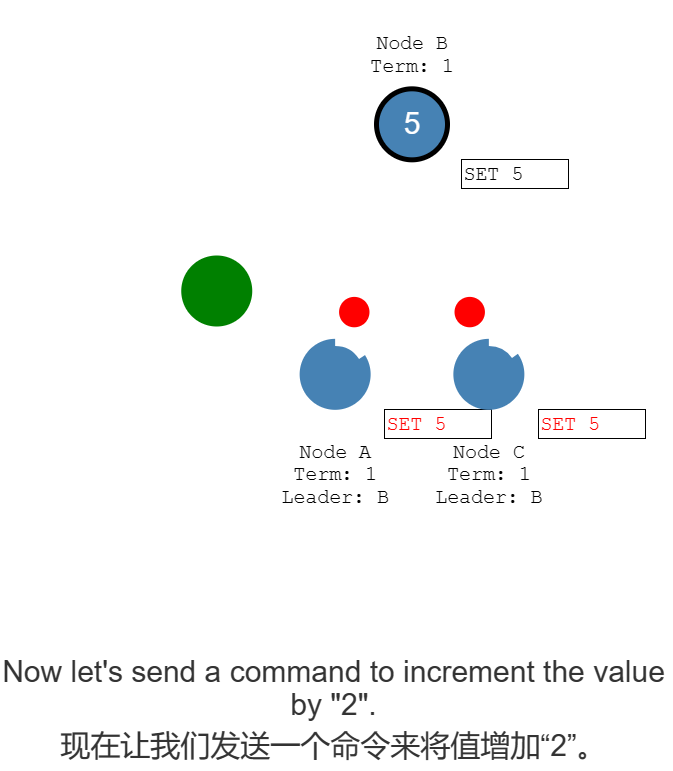 Node B
Term: 1
5
SET 5
SET 5
SET 5
Node A
Term: 1
Leader: B
Node C
Term: 1
Leader: B
Now let's send a command to increment the value
by "2".
现在让我们发送一个命令来将值增加“2”。